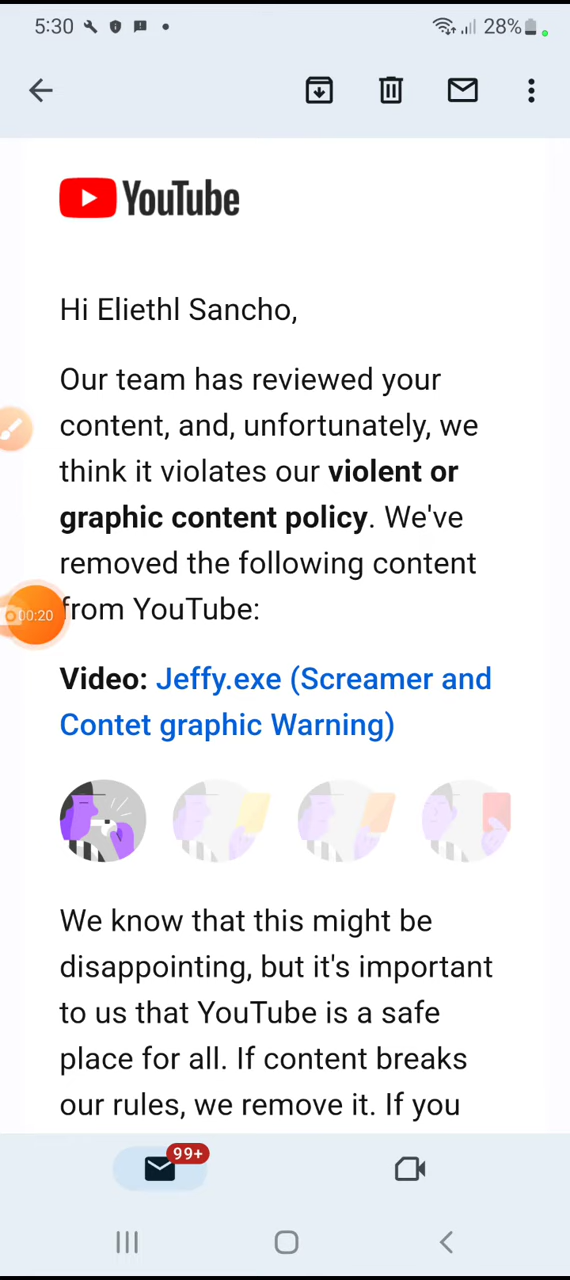 5:30
28%
YouTube
Hi Eliethl Sancho,
Our team has reviewed your
content, and, unfortunately, we
think it violates our violent or
graphic content policy. We've
removed the following content
00:20
from YouTube:
Video: Jeffy.exe (Screamer and
Contet graphic Warning)
We know that this might be
disappointing, but it's important
to us that YouTube is a safe
place for all. If content breaks
our rules, we remove it. If you
99+